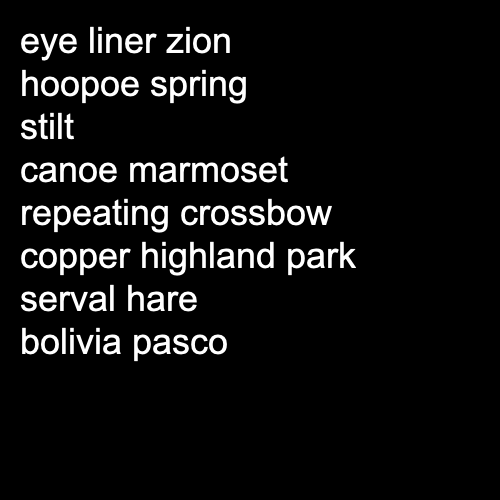 eye liner zion
hoopoe spring
stilt
canoe marmoset
repeating crossbow
copper highland park
serval hare
bolivia pasco